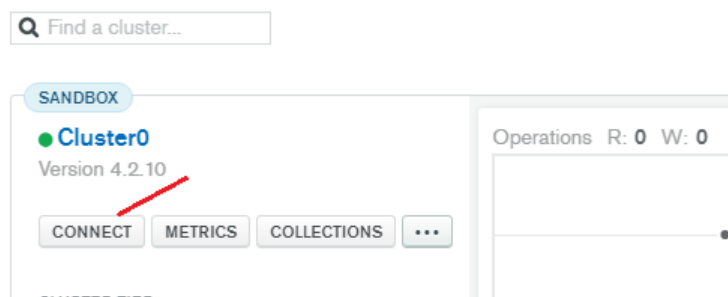 Find a cluster...
SANDBOX
Cluster0
Version 4.2.10
CONNECT METRICS COLLECTIONS ...
Operations R: 0 W: 0